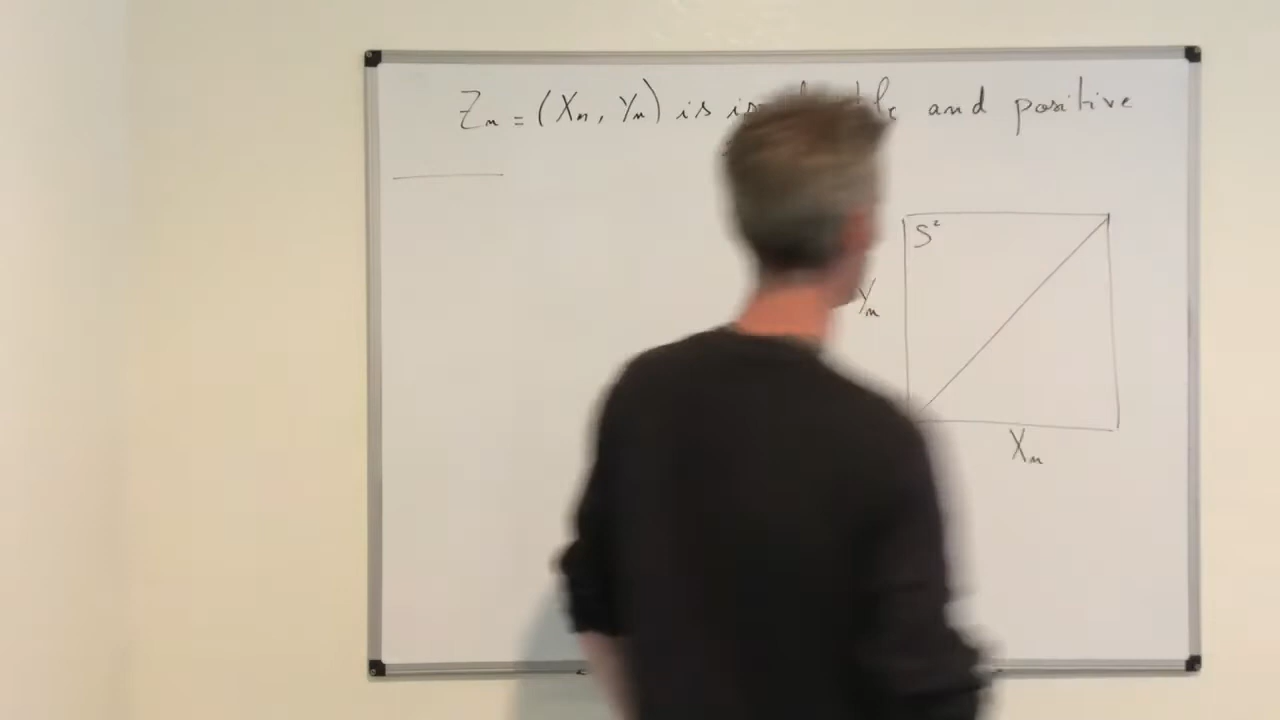 Zₙ = (Xₙ, Yₙ) is and positive
S²
Yₙ
Xₙ